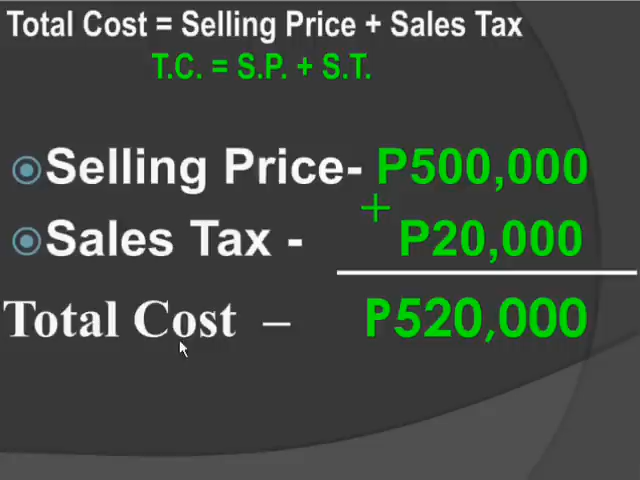 Total Cost = Selling Price + Sales Tax
T.C. = S.P. + S.T.
Selling Price- P500,000
+
Sales Tax - P20,000
Total Cost – P520,000